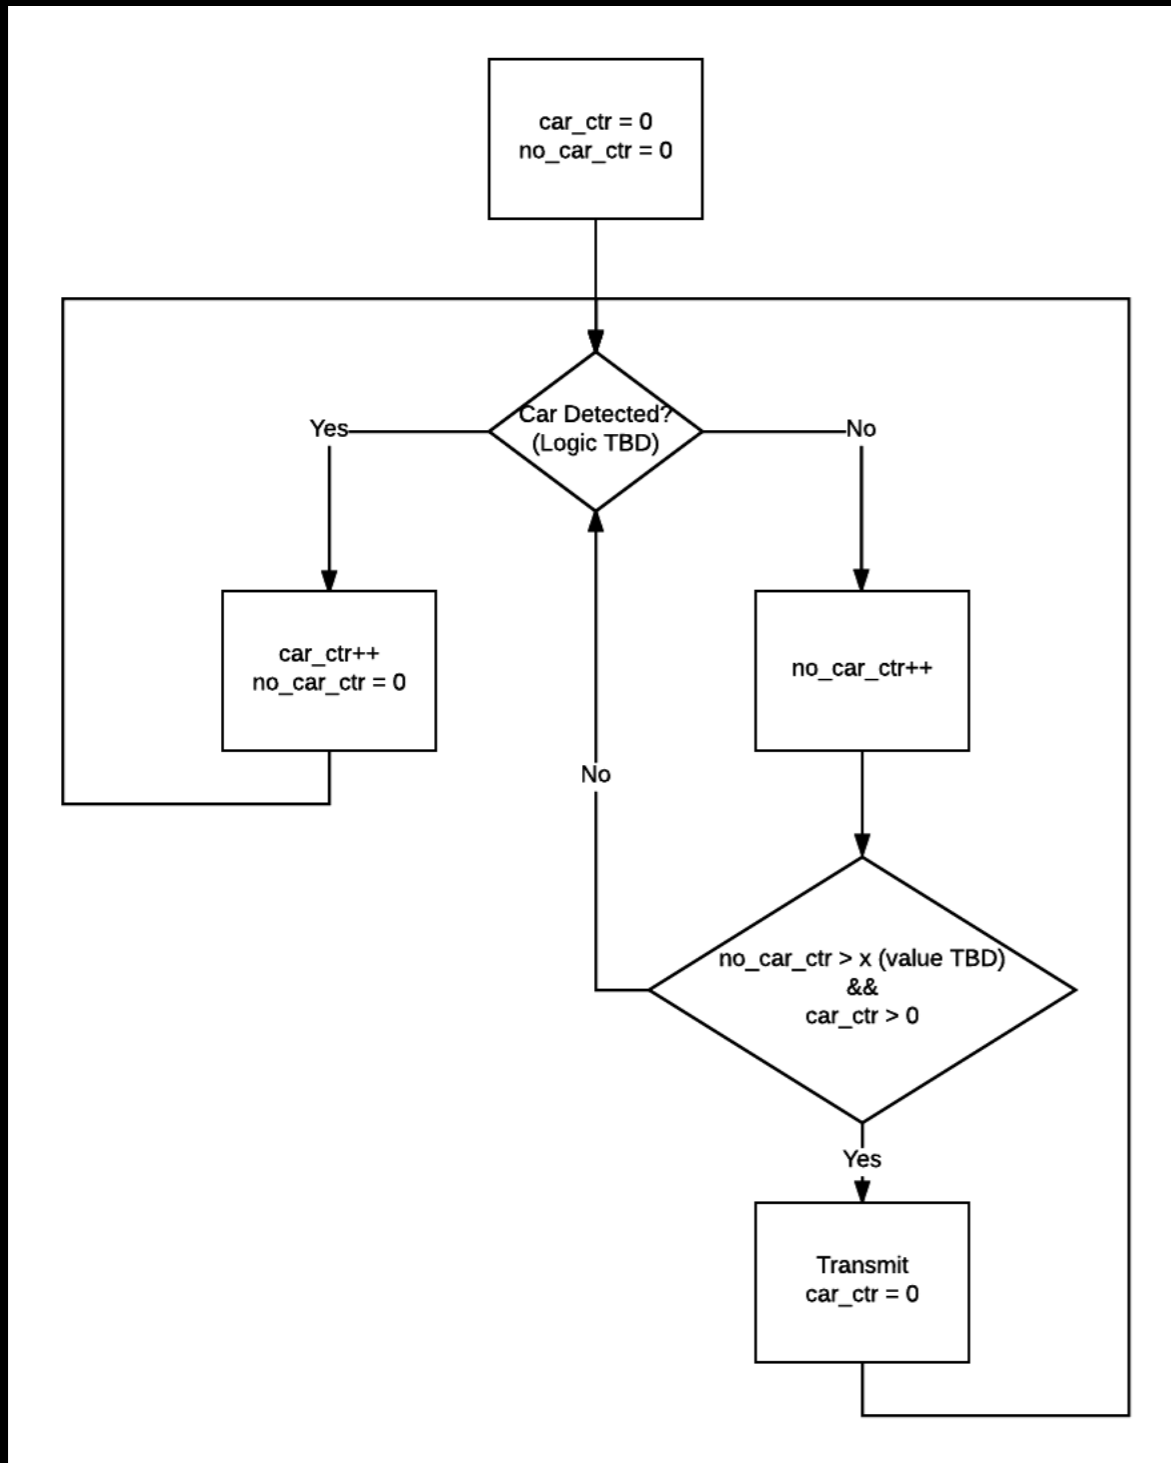 car_ctr = 0
no_car_ctr = 0
Car Detected?
(Logic TBD)
Yes
No
car_ctr++
no_car_ctr = 0
no_car_ctr++
No
no_car_ctr > x (value TBD)
&&
car_ctr > 0
Yes
Transmit
car_ctr = 0